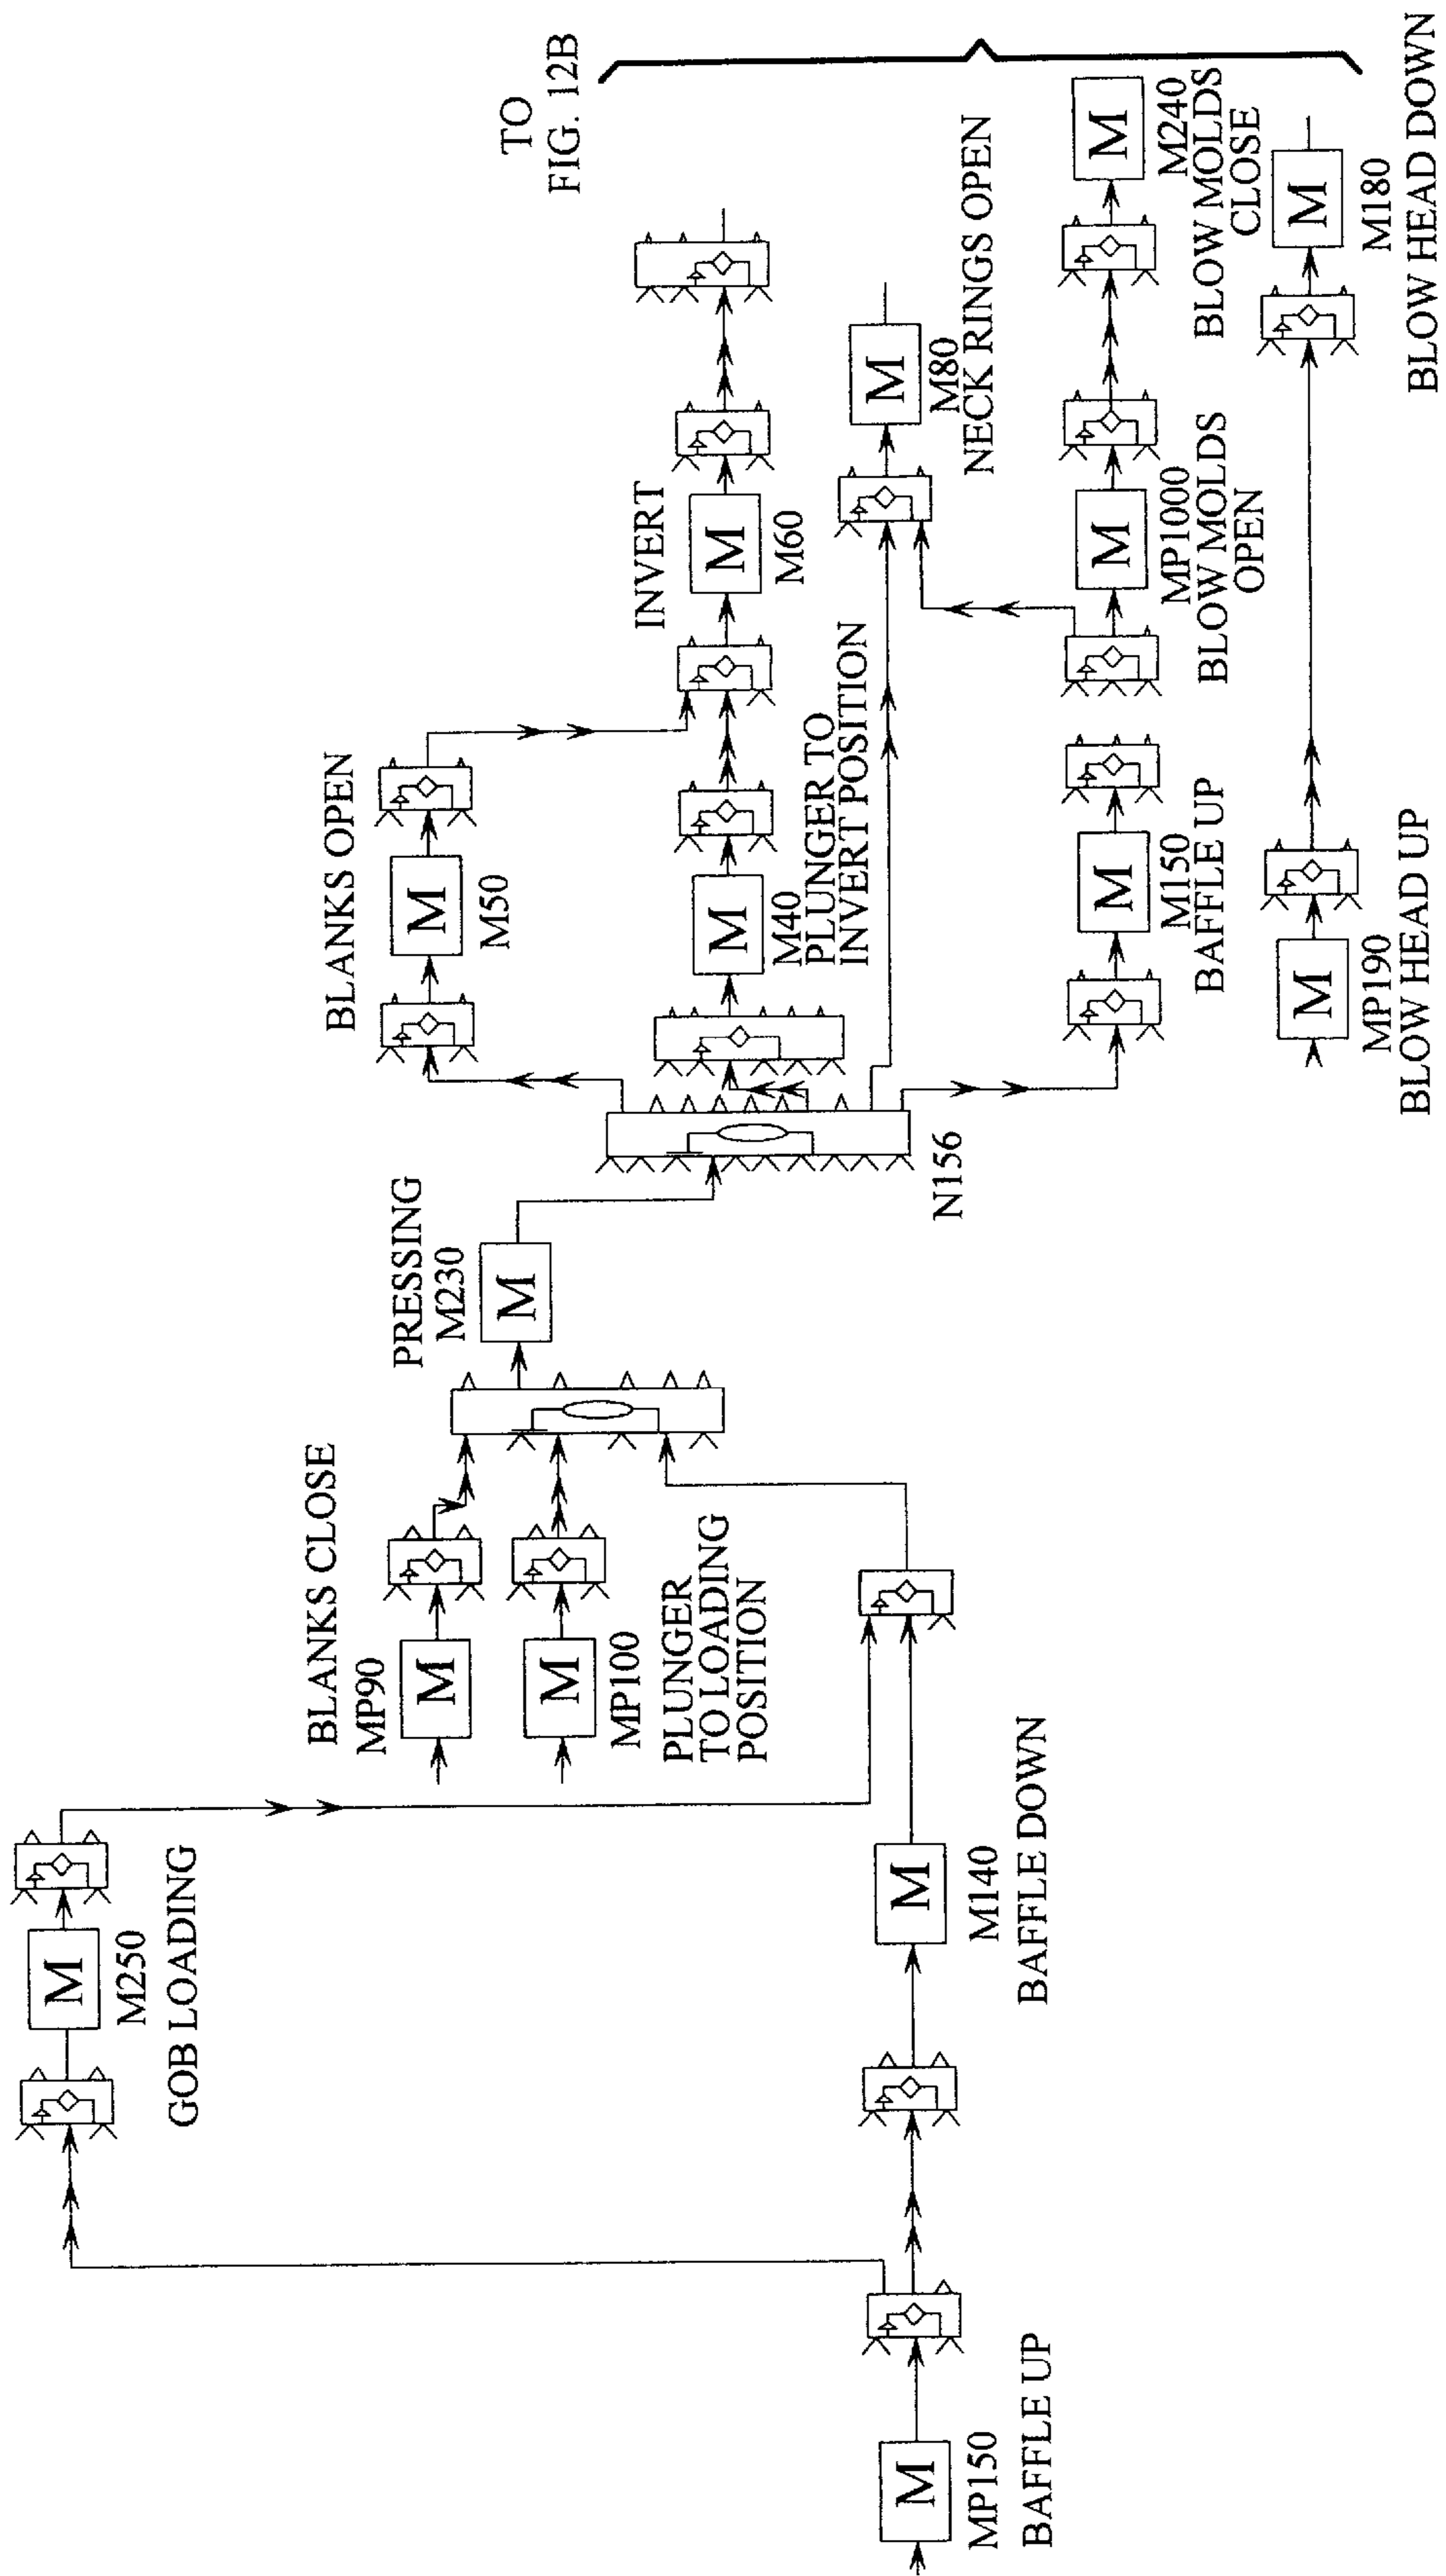 MP150
BAFFLE UP
M
M250
GOB LOADING
M
M140
BAFFLE DOWN
M
BLANKS CLOSE
MP90
M
MP100
PLUNGER
TO LOADING
POSITION
M
PRESSING
M230
M
N156
BLANKS OPEN
M50
M
M40
PLUNGER TO
INVERT POSITION
M
INVERT
M60
M
M80
NECK RINGS OPEN
M
M150
BAFFLE UP
M
MP1000
BLOW MOLDS
OPEN
M
M240
BLOW MOLDS
CLOSE
M
MP190
BLOW HEAD UP
M
M180
BLOW HEAD DOWN
M
TO
FIG. 12B